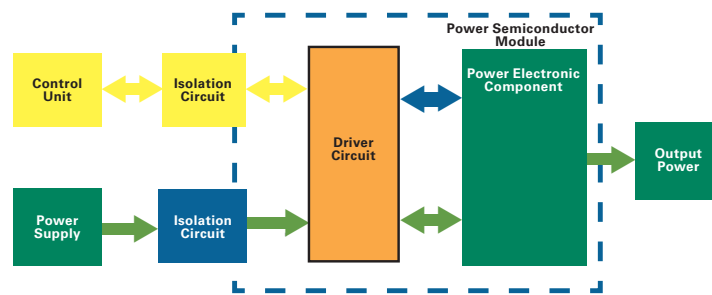 Power Semiconductor
Module
Control
Unit
Isolation
Circuit
Power Electronic
Component
Driver
Circuit
Output
Power
Power
Supply
Isolation
Circuit